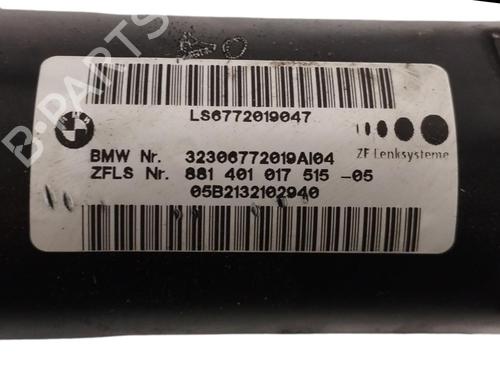 B-PARTS
LS6772019047
BMW Nr. 32306772019AI04
ZF Lenksysteme
ZFLS Nr. 881 401 017 515 -05
05B2132102940